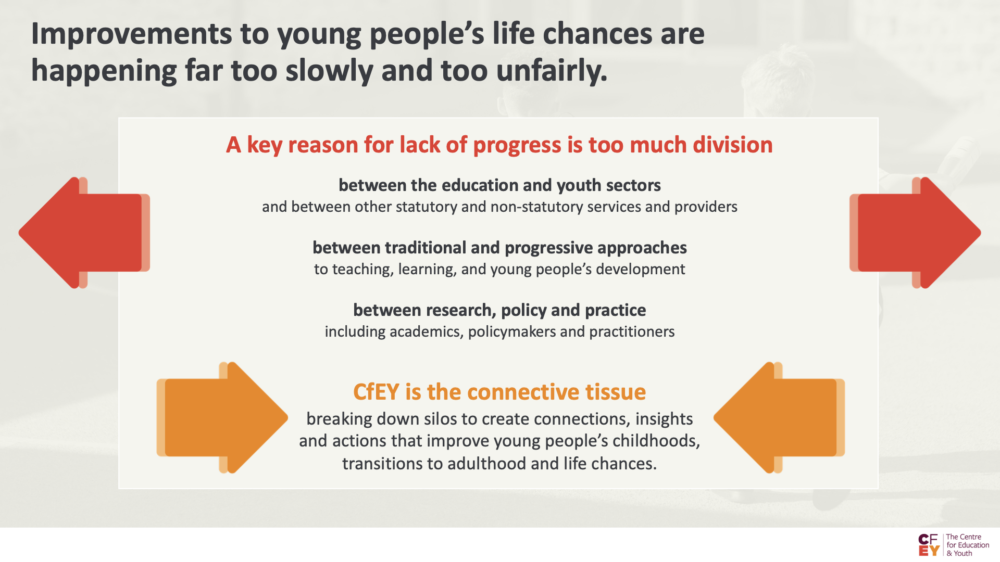 Improvements to young people’s life chances are
happening far too slowly and too unfairly.
A key reason for lack of progress is too much division
between the education and youth sectors
and between other statutory and non-statutory services and providers
between traditional and progressive approaches
to teaching, learning, and young people’s development
between research, policy and practice
including academics, policymakers and practitioners
CfEY is the connective tissue
breaking down silos to create connections, insights
and actions that improve young people’s childhoods,
transitions to adulthood and life chances.
CF
EY
The Centre
for Education
& Youth